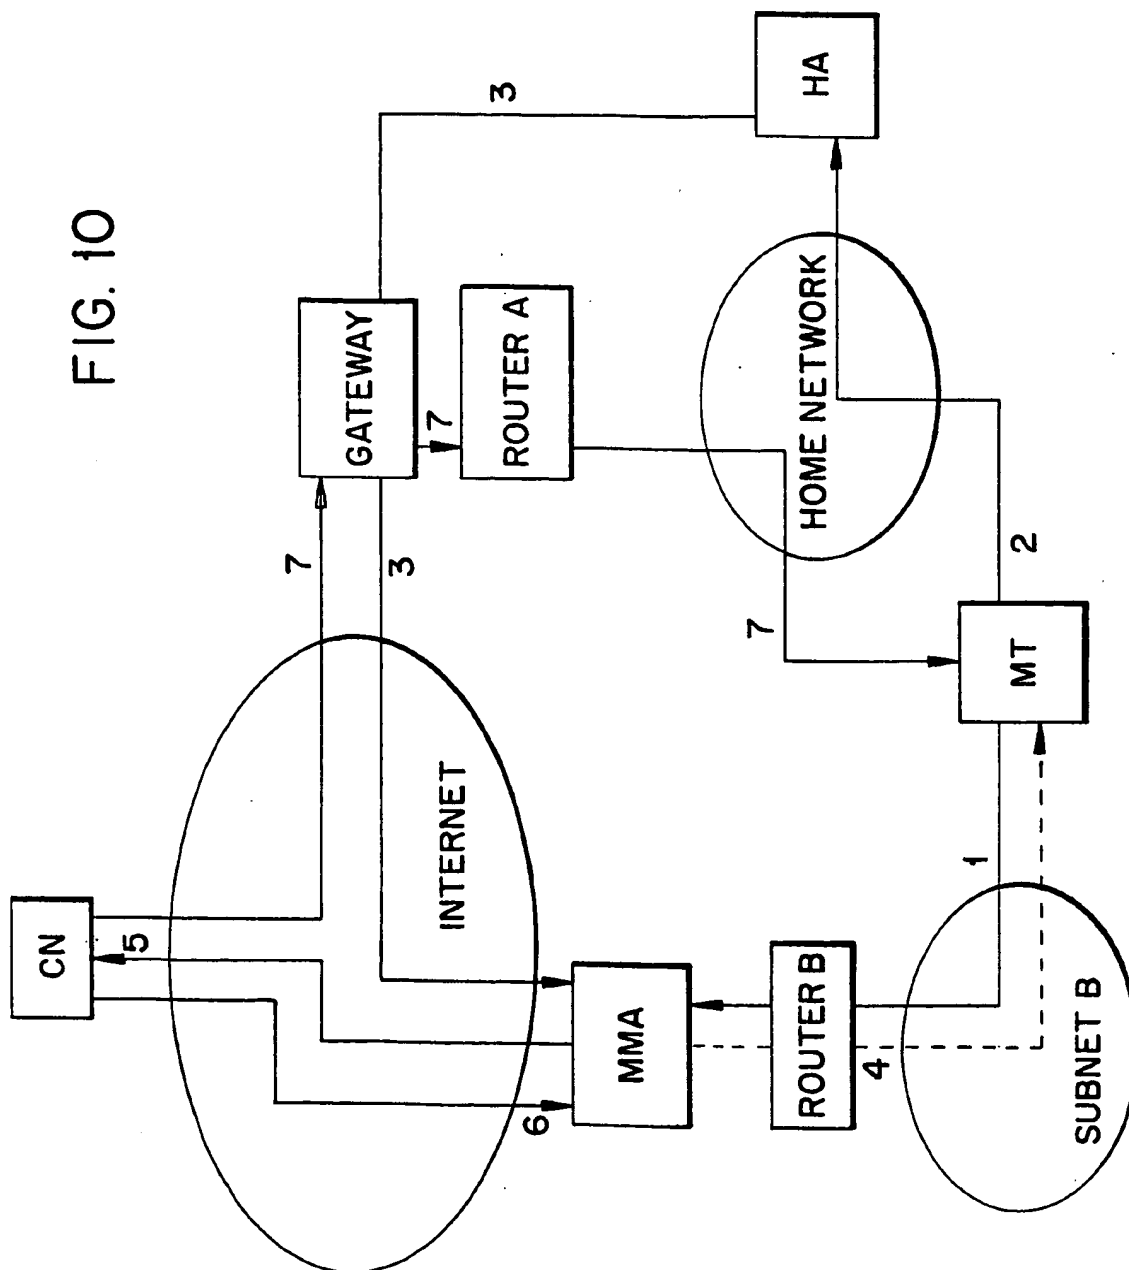 FIG. 10
CN
5
7
3
3
GATEWAY
7
ROUTER A
HA
INTERNET
HOME NETWORK
6
MMA
7
2
ROUTER B
4
1
MT
SUBNET B